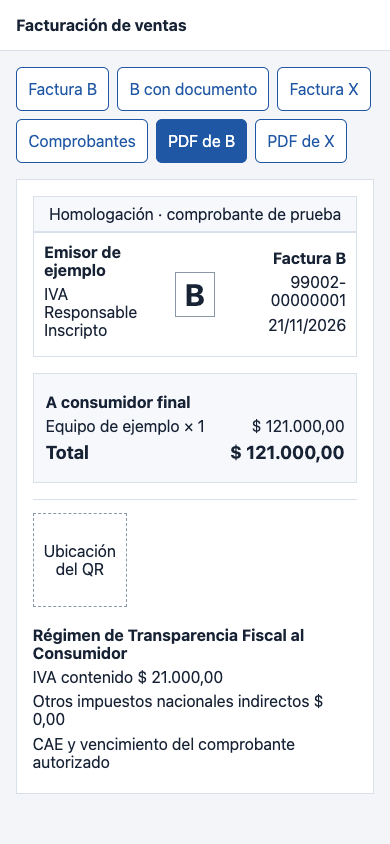 Facturación de ventas
Factura B
B con documento
Factura X
Comprobantes
PDF de B
PDF de X
Homologación · comprobante de prueba
Emisor de
ejemplo
IVA
Responsable
Inscripto
B
Factura B
99002-
00000001
21/11/2026
A consumidor final
Equipo de ejemplo × 1 $ 121.000,00
Total $ 121.000,00
Ubicación
del QR
Régimen de Transparencia Fiscal al
Consumidor
IVA contenido $ 21.000,00
Otros impuestos nacionales indirectos $
0,00
CAE y vencimiento del comprobante
autorizado